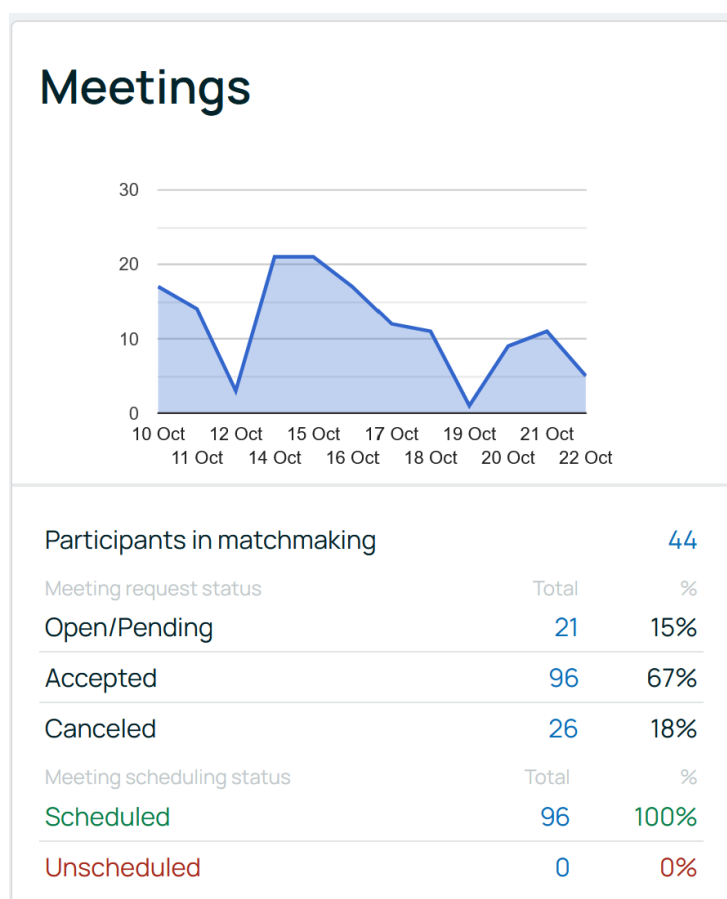 Meetings
30
20
10
0
10 Oct 12 Oct 15 Oct 17 Oct 19 Oct 21 Oct
11 Oct 14 Oct 16 Oct 18 Oct 20 Oct 22 Oct
Participants in matchmaking 44
Meeting request status Total %
Open/Pending 21 15%
Accepted 96 67%
Canceled 26 18%
Meeting scheduling status Total %
Scheduled 96 100%
Unscheduled 0 0%